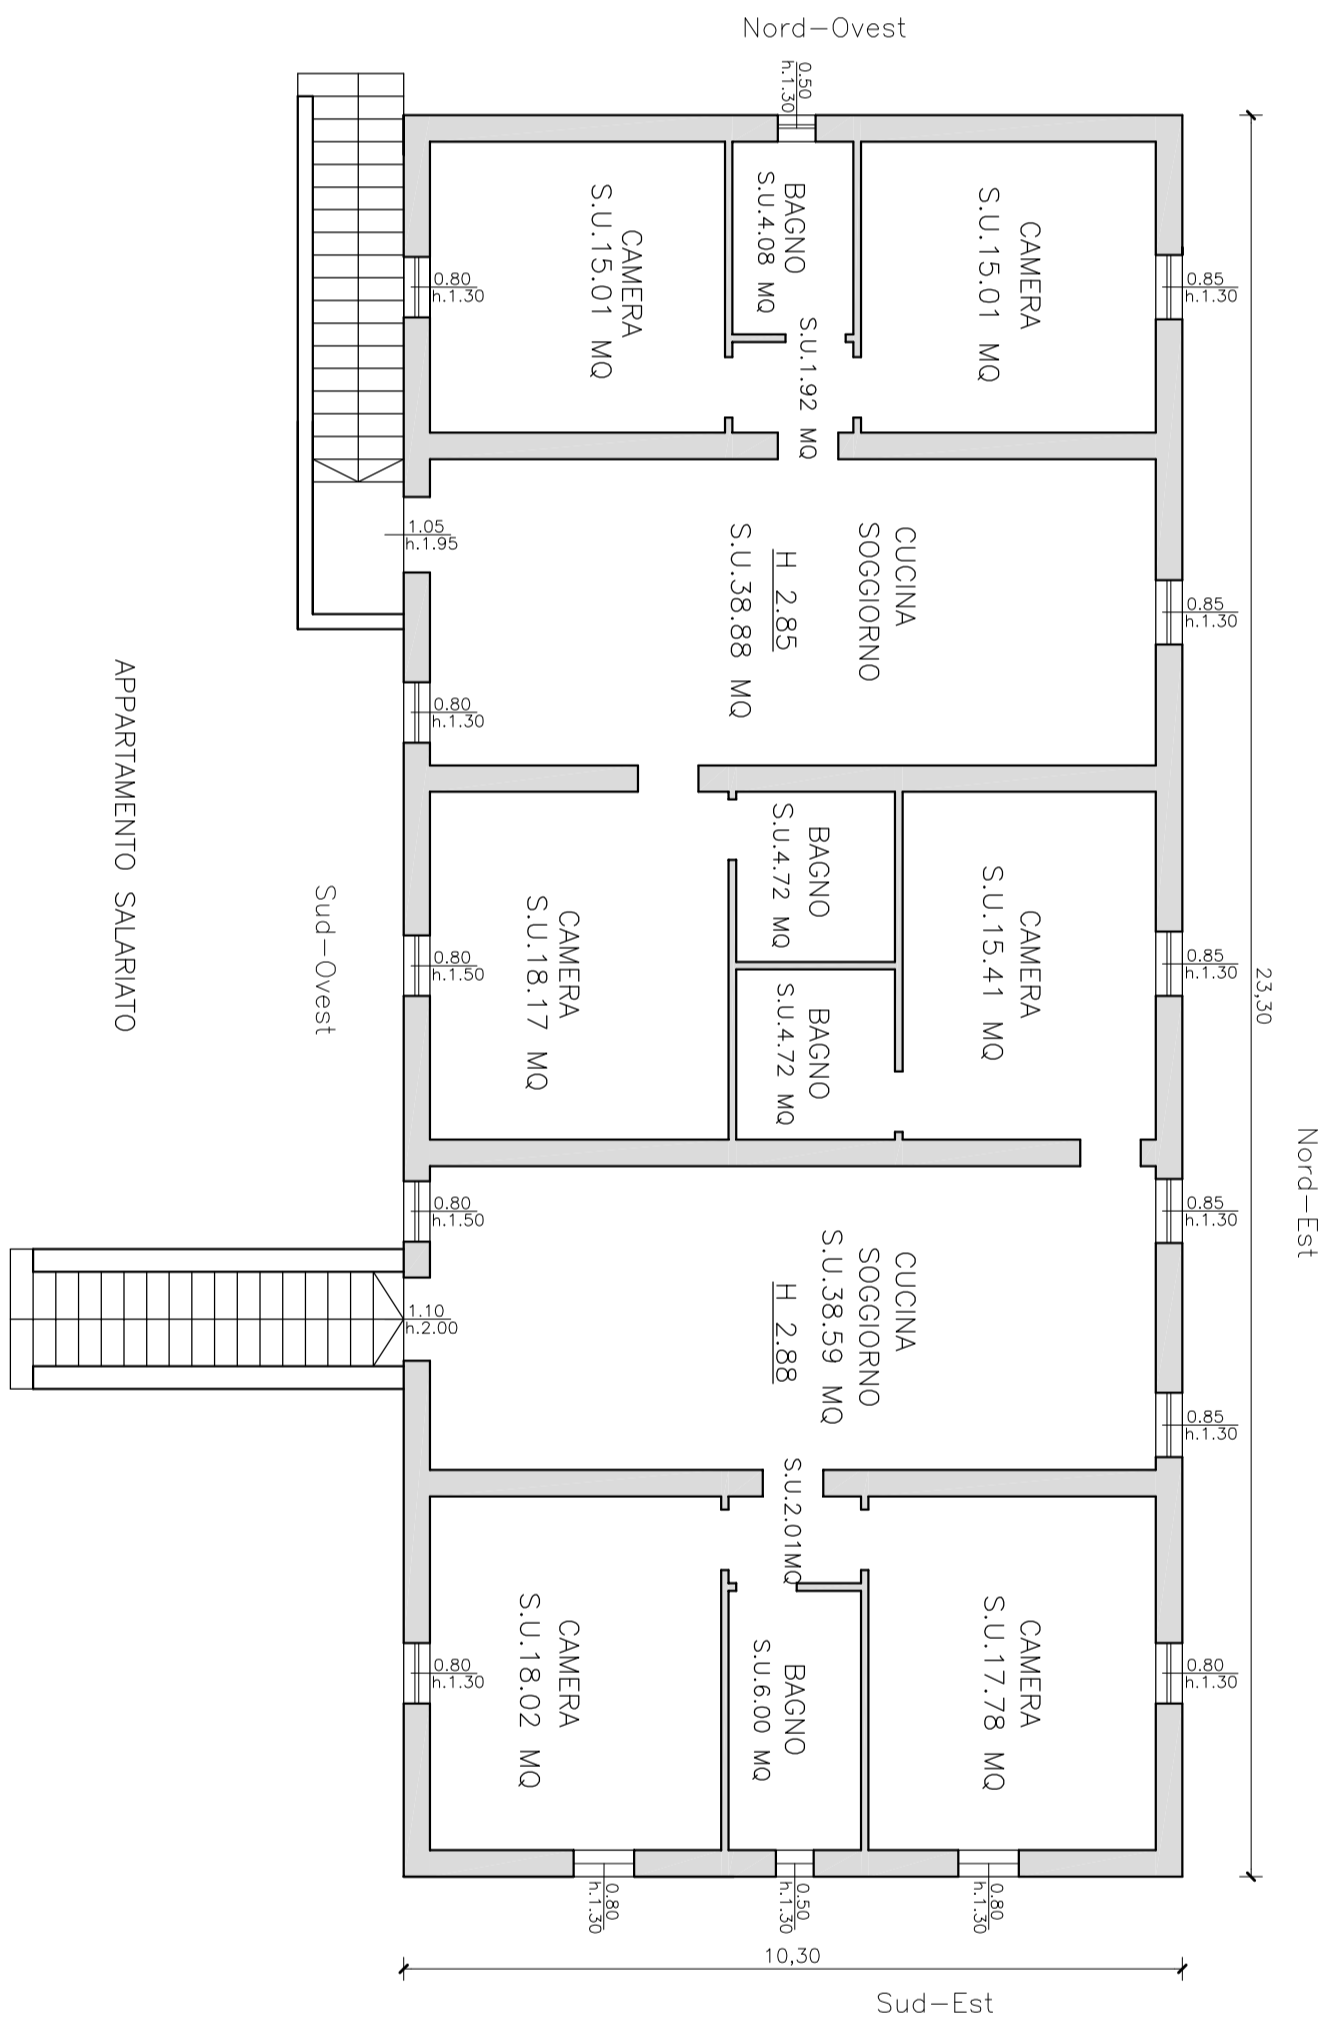 Nord-Ovest
0.50
h.1.30
CAMERA
S.U.15.01 MQ
BAGNO
S.U.4.08 MQ
CAMERA
S.U.15.01 MQ
S.U.1.92 MQ
0.80
h.1.30
0.85
h.1.30
1.05
h.1.95
CUCINA
SOGGIORNO
H 2.85
S.U.38.88 MQ
0.85
h.1.30
0.80
h.1.30
BAGNO
S.U.4.72 MQ
CAMERA
S.U.15.41 MQ
CAMERA
S.U.18.17 MQ
BAGNO
S.U.4.72 MQ
0.80
h.1.50
0.85
h.1.30
23,30
Nord-Est
Sud-Ovest
APPARTAMENTO SALARIATO
0.80
h.1.50
0.85
h.1.30
1.10
h.2.00
CUCINA
SOGGIORNO
S.U.38.59 MQ
H 2.88
0.85
h.1.30
S.U.2.01MQ
CAMERA
S.U.17.78 MQ
BAGNO
S.U.6.00 MQ
CAMERA
S.U.18.02 MQ
0.80
h.1.30
0.80
h.1.30
0.80
h.1.30
0.50
h.1.30
0.80
h.1.30
10,30
Sud-Est